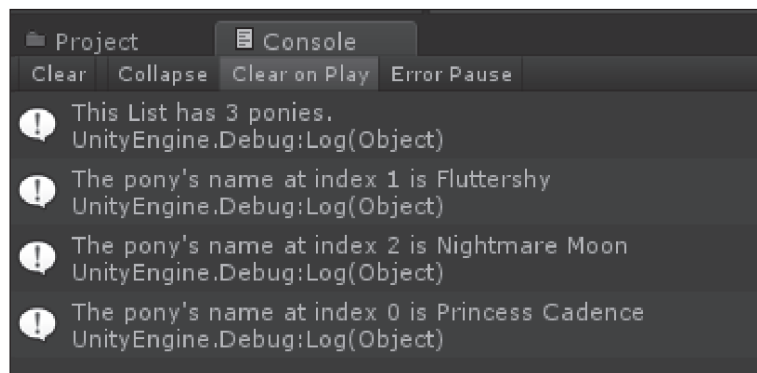 Project Console
Clear Collapse Clear on Play Error Pause
This List has 3 ponies.
UnityEngine.Debug:Log(Object)
The pony's name at index 1 is Fluttershy
UnityEngine.Debug:Log(Object)
The pony's name at index 2 is Nightmare Moon
UnityEngine.Debug:Log(Object)
The pony's name at index 0 is Princess Cadence
UnityEngine.Debug:Log(Object)